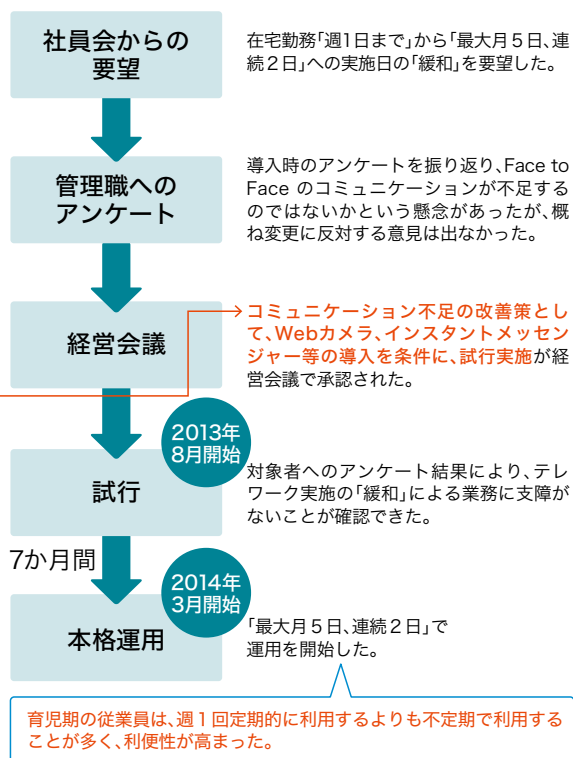 社員会からの
要望
在宅勤務「週1日まで」から「最大月５日、連
続２日」への実施日の「緩和」を要望した。
管理職への
アンケート
導入時のアンケートを振り返り、Face to
Face のコミュニケーションが不足する
のではないかという懸念があったが、概
ね変更に反対する意見は出なかった。
経営会議
コミュニケーション不足の改善策とし
て、Webカメラ、インスタントメッセン
ジャー等の導入を条件に、試行実施が経
営会議で承認された。
2013年
8月開始
試行
対象者へのアンケート結果により、テレ
ワーク実施の「緩和」による業務に支障が
ないことが確認できた。
7か月間
2014年
3月開始
本格運用
「最大月５日、連続２日」で
運用を開始した。
育児期の従業員は、週１回定期的に利用するよりも不定期で利用する
ことが多く、利便性が高まった。